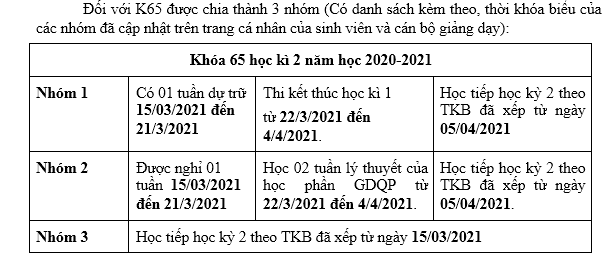 Đối với K65 được chia thành 3 nhóm (Có danh sách kèm theo, thời khóa biểu của
các nhóm đã cập nhật trên trang cá nhân của sinh viên và cán bộ giảng dạy):
Khóa 65 học kì 2 năm học 2020-2021
Nhóm 1
Có 01 tuần dự trữ
15/03/2021 đến
21/3/2021
Thi kết thúc học kì 1
từ 22/3/2021 đến
4/4/2021.
Học tiếp học kỳ 2 theo
TKB đã xếp từ ngày
05/04/2021
Nhóm 2
Được nghỉ 01
tuần 15/03/2021
đến 21/3/2021
Học 02 tuần lý thuyết của
học phần GDQP từ
22/3/2021 đến 4/4/2021.
Học tiếp học kỳ 2 theo
TKB đã xếp từ ngày
05/04/2021.
Nhóm 3
Học tiếp học kỳ 2 theo TKB đã xếp từ ngày 15/03/2021